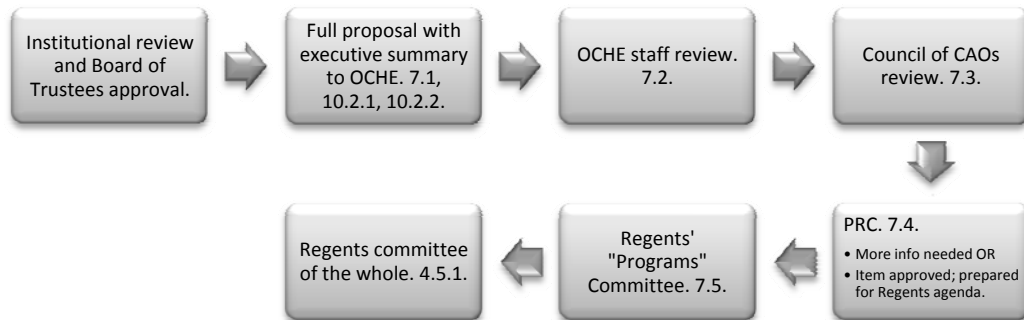 Institutional review
and Board of
Trustees approval.
Full proposal with
executive summary
to OCHE. 7.1,
10.2.1, 10.2.2.
OCHE staff review.
7.2.
Council of CAOs
review. 7.3.
PRC. 7.4.
• More info needed OR
• Item approved; prepared
for Regents agenda.
Regents'
"Programs"
Committee. 7.5.
Regents committee
of the whole. 4.5.1.